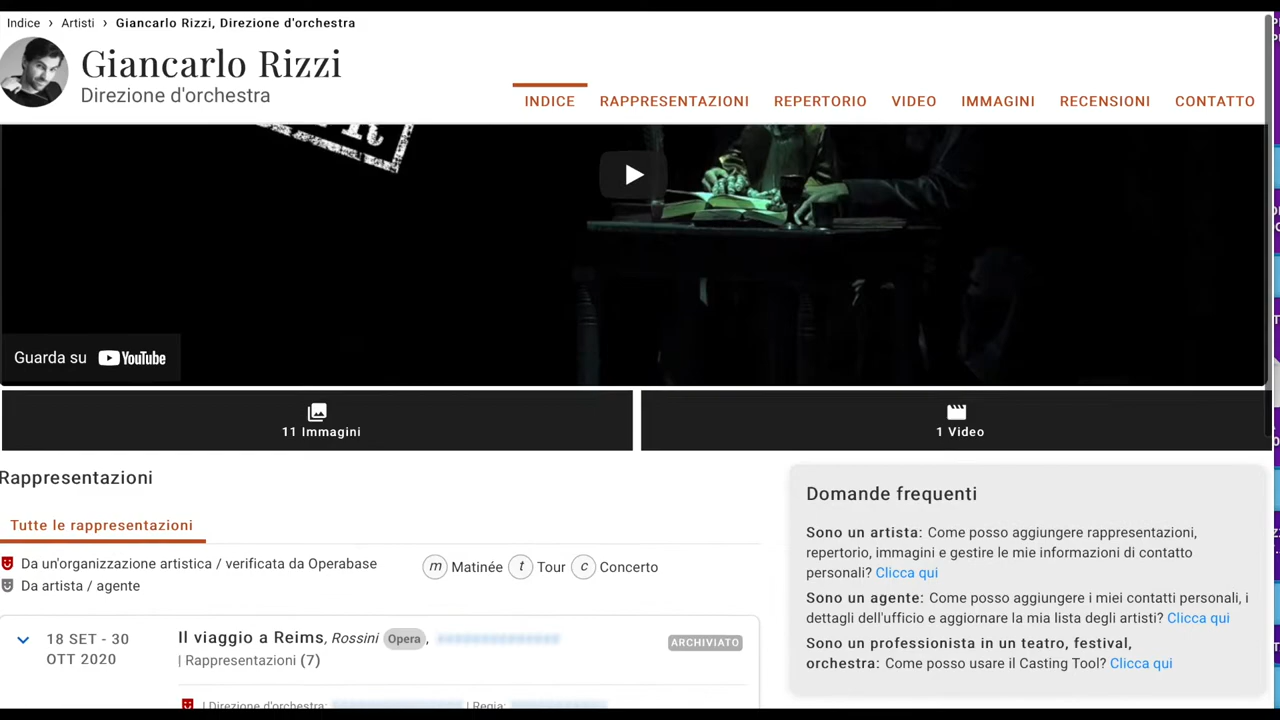 Indice › Artisti › Giancarlo Rizzi, Direzione d'orchestra
Giancarlo Rizzi
Direzione d'orchestra
INDICE RAPPRESENTAZIONI REPERTORIO VIDEO IMMAGINI RECENSIONI CONTATTO
Guarda su YouTube
11 Immagini
1 Video
Rappresentazioni
Tutte le rappresentazioni
Da un'organizzazione artistica / verificata da Operabase
Da artista / agente
m Matinée t Tour c Concerto
18 SET - 30
OTT 2020
Il viaggio a Reims, Rossini Opera,
| Rappresentazioni (7)
ARCHIVIATO
| Direzione d'orchestra: | Regia:
Domande frequenti
Sono un artista: Come posso aggiungere rappresentazioni,
repertorio, immagini e gestire le mie informazioni di contatto
personali? Clicca qui
Sono un agente: Come posso aggiungere i miei contatti personali, i
dettagli dell'ufficio e aggiornare la mia lista degli artisti? Clicca qui
Sono un professionista in un teatro, festival,
orchestra: Come posso usare il Casting Tool? Clicca qui